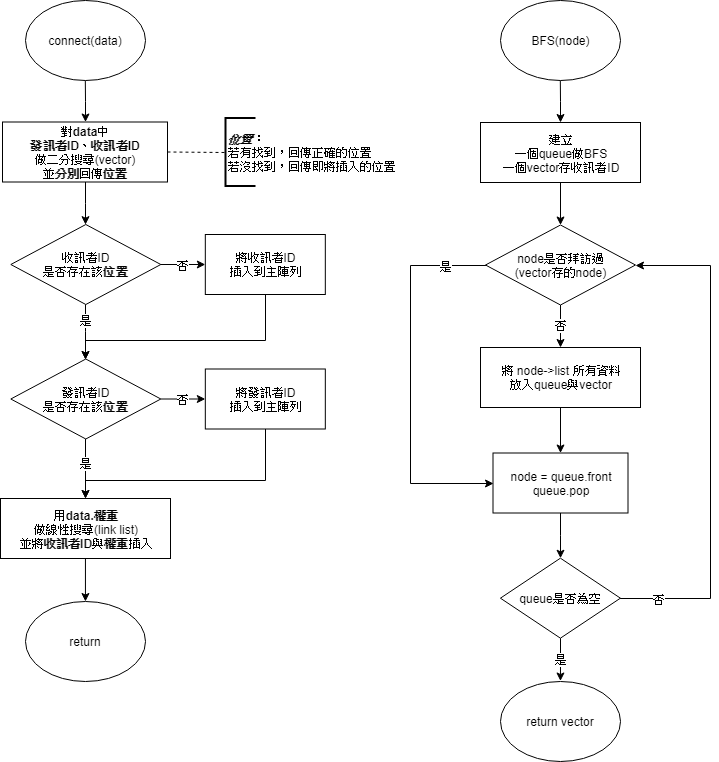 connect(data)
對data中
發訊者ID、收訊者ID
做二分搜尋(vector)
並分別回傳位置
位置：
若有找到，回傳正確的位置
若沒找到，回傳即將插入的位置
收訊者ID
是否存在該位置
否
將收訊者ID
插入到主陣列
是
發訊者ID
是否存在該位置
否
將發訊者ID
插入到主陣列
是
用data.權重
做線性搜尋(link list)
並將收訊者ID與權重插入
return
BFS(node)
建立
一個queue做BFS
一個vector存收訊者ID
node是否拜訪過
(vector存的node)
是
否
將 node->list 所有資料
放入queue與vector
node = queue.front
queue.pop
queue是否為空
否
是
return vector